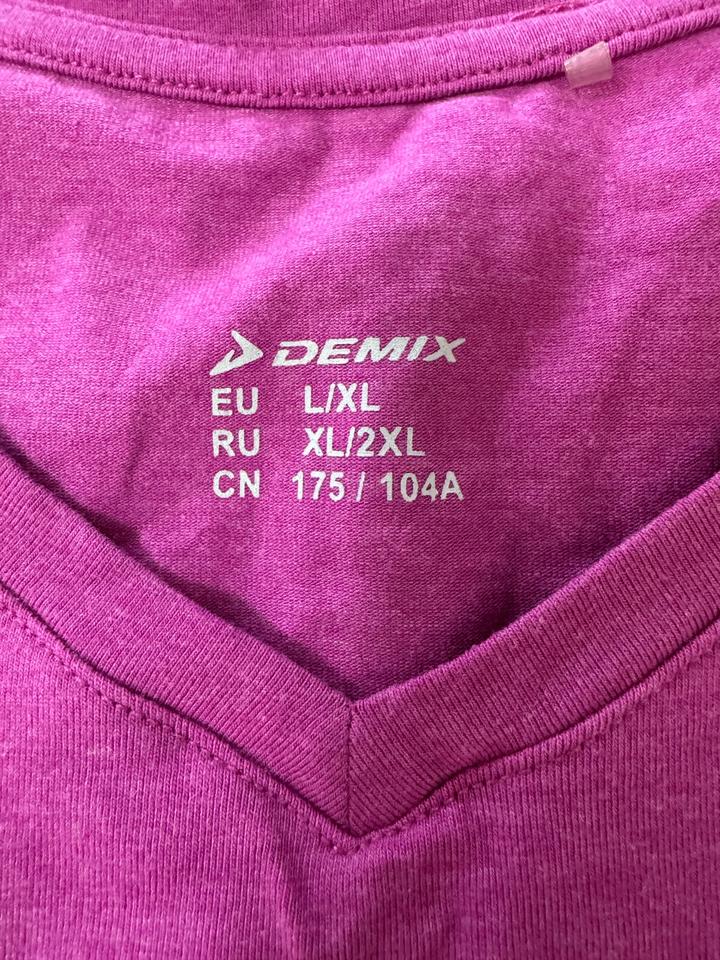 DEMIX
EU L/XL
RU XL/2XL
CN 175 / 104A